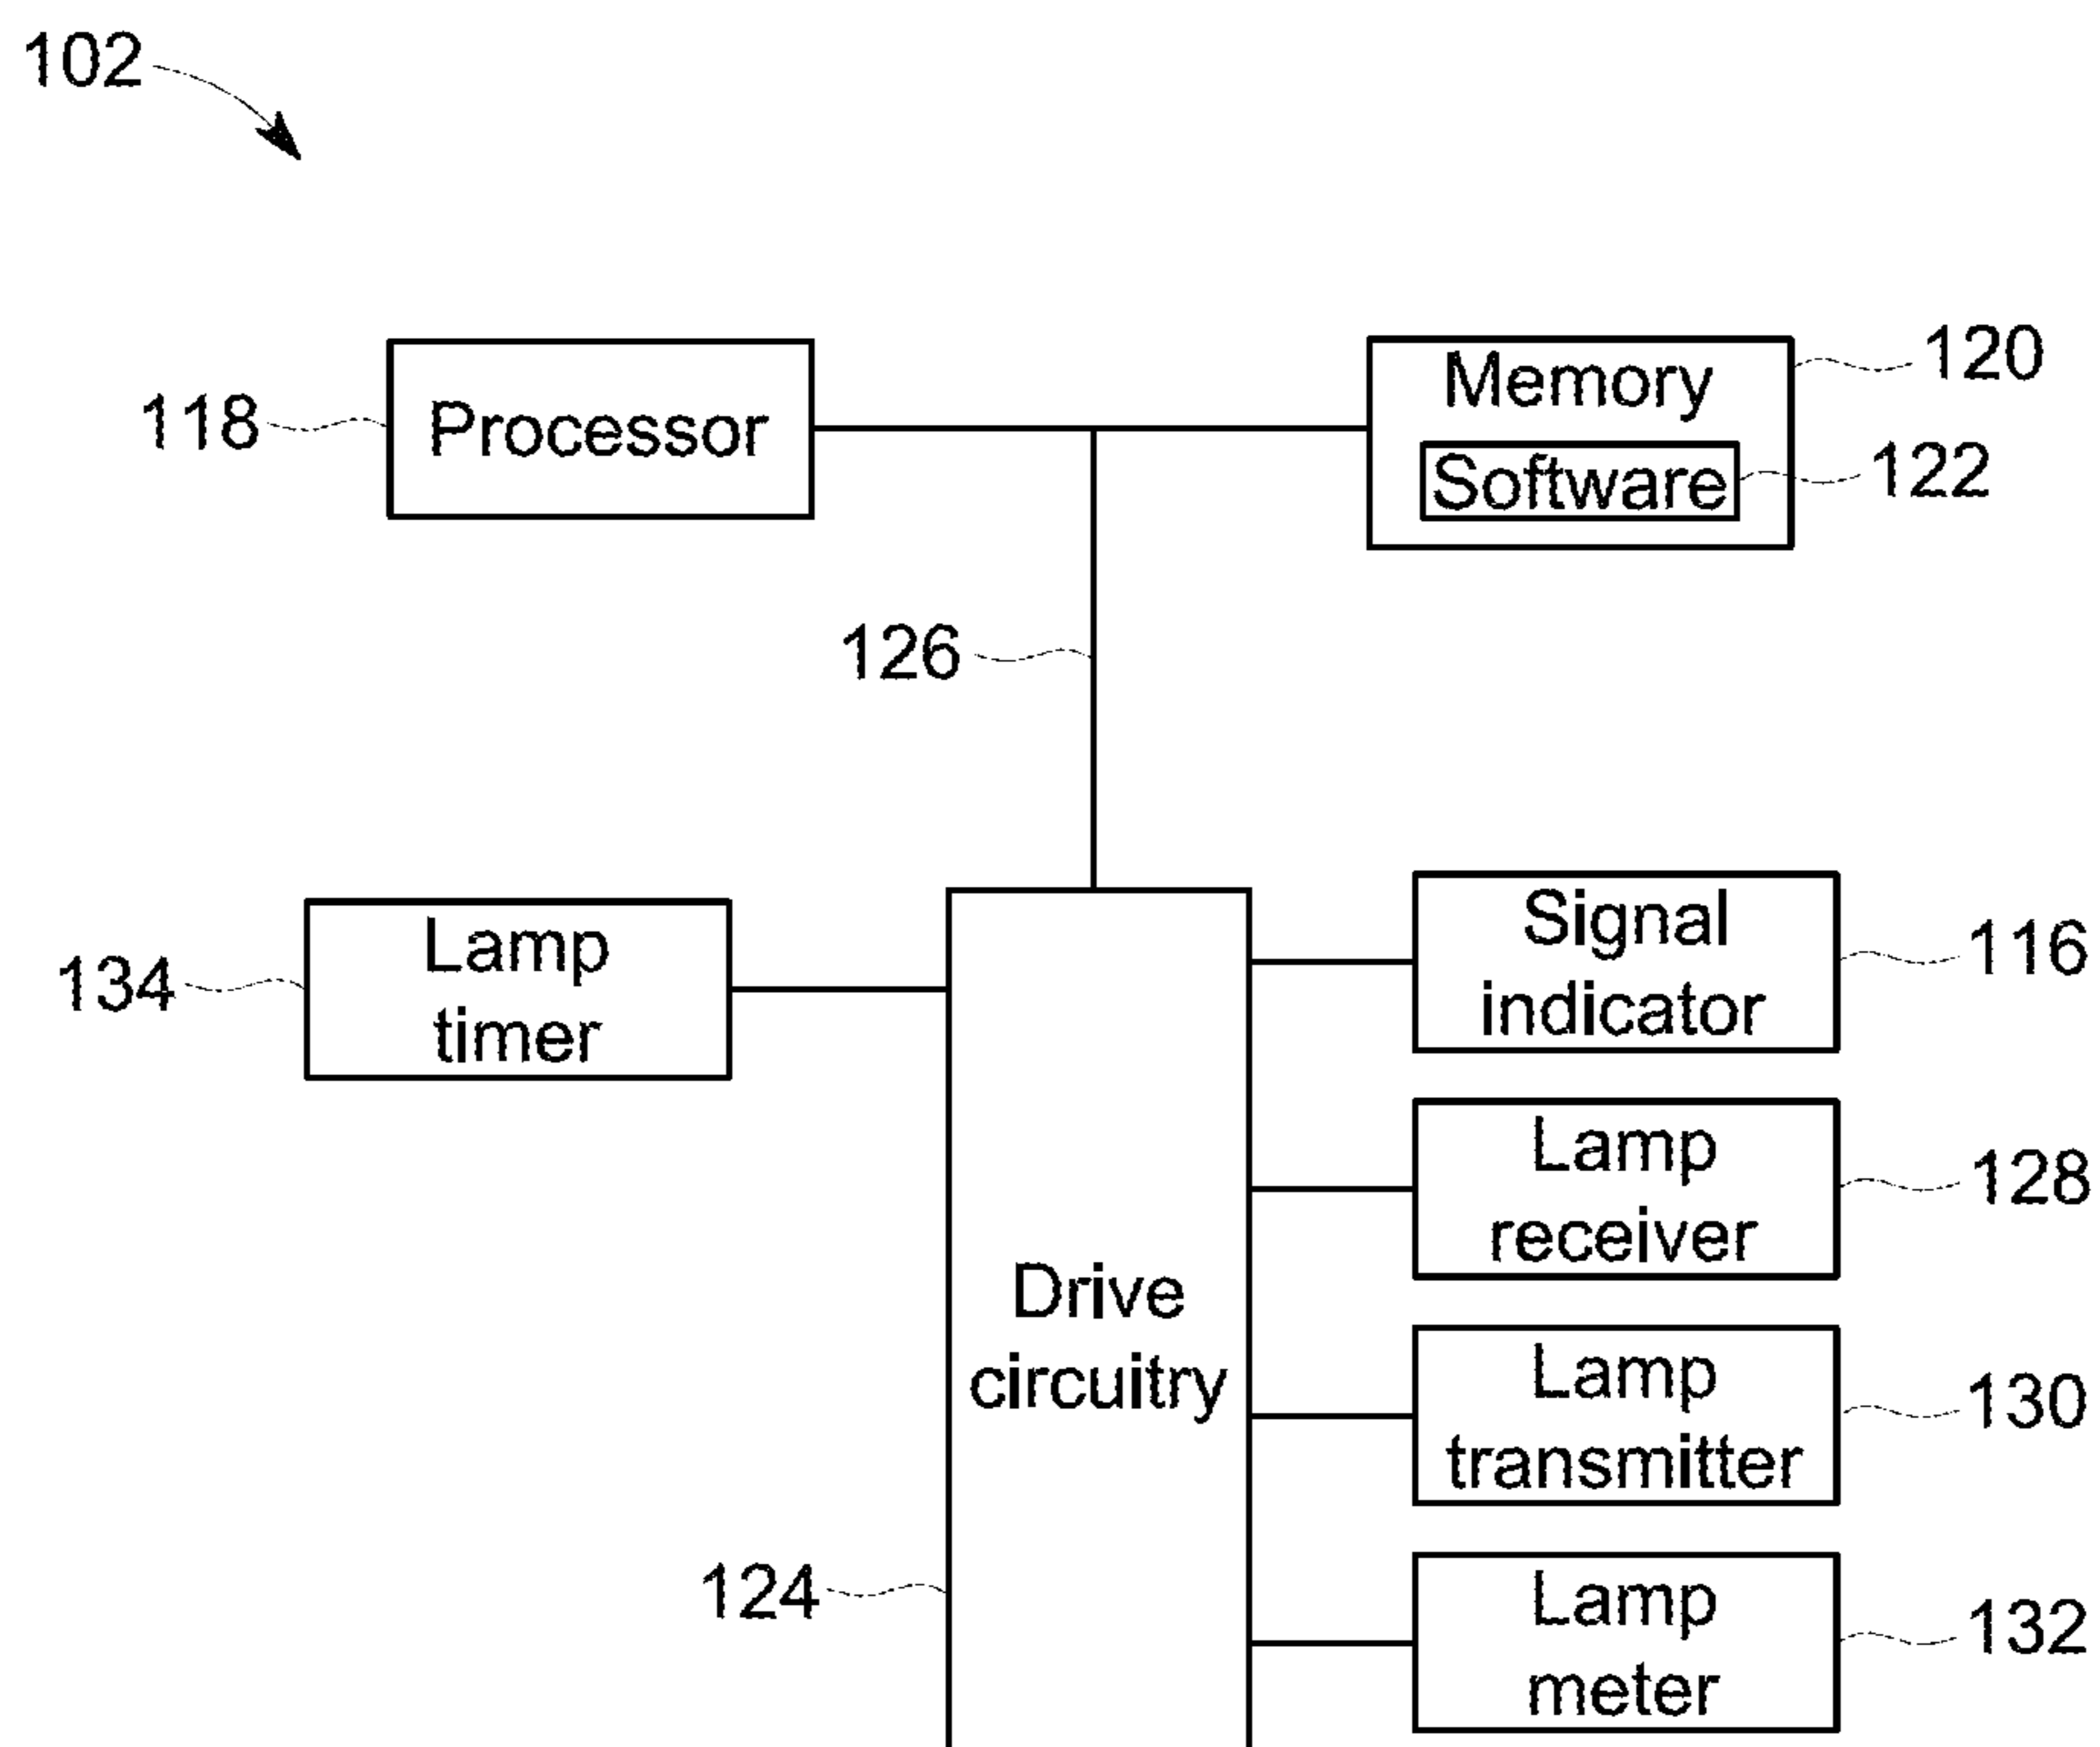 102
118
Processor
Memory
120
Software
122
126
134
Lamp
timer
Signal
indicator
116
Lamp
receiver
128
Drive
circuitry
Lamp
transmitter
130
124
Lamp
meter
132